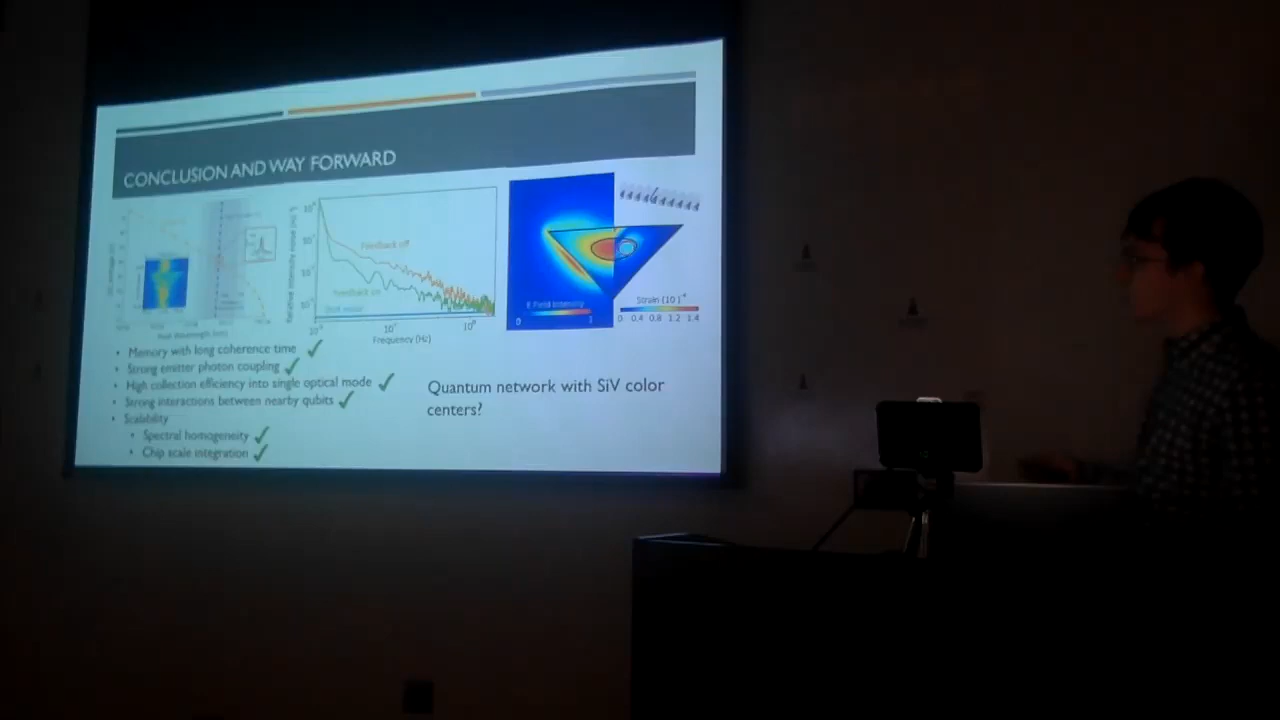 CONCLUSION AND WAY FORWARD
Feedback off
Feedback on
Relative intensity noise (Hz⁻¹)
Frequency (Hz)
E Field Intensity
0 1
Strain (10⁻⁴
0 0.4 0.8 1.2 1.4
• Memory with long coherence time ✓
• Strong emitter photon coupling ✓
• High collection efficiency into single optical mode ✓
• Strong interactions between nearby qubits ✓
• Scalability
• Spectral homogeneity ✓
• Chip scale integration ✓
Quantum network with SiV color
centers?